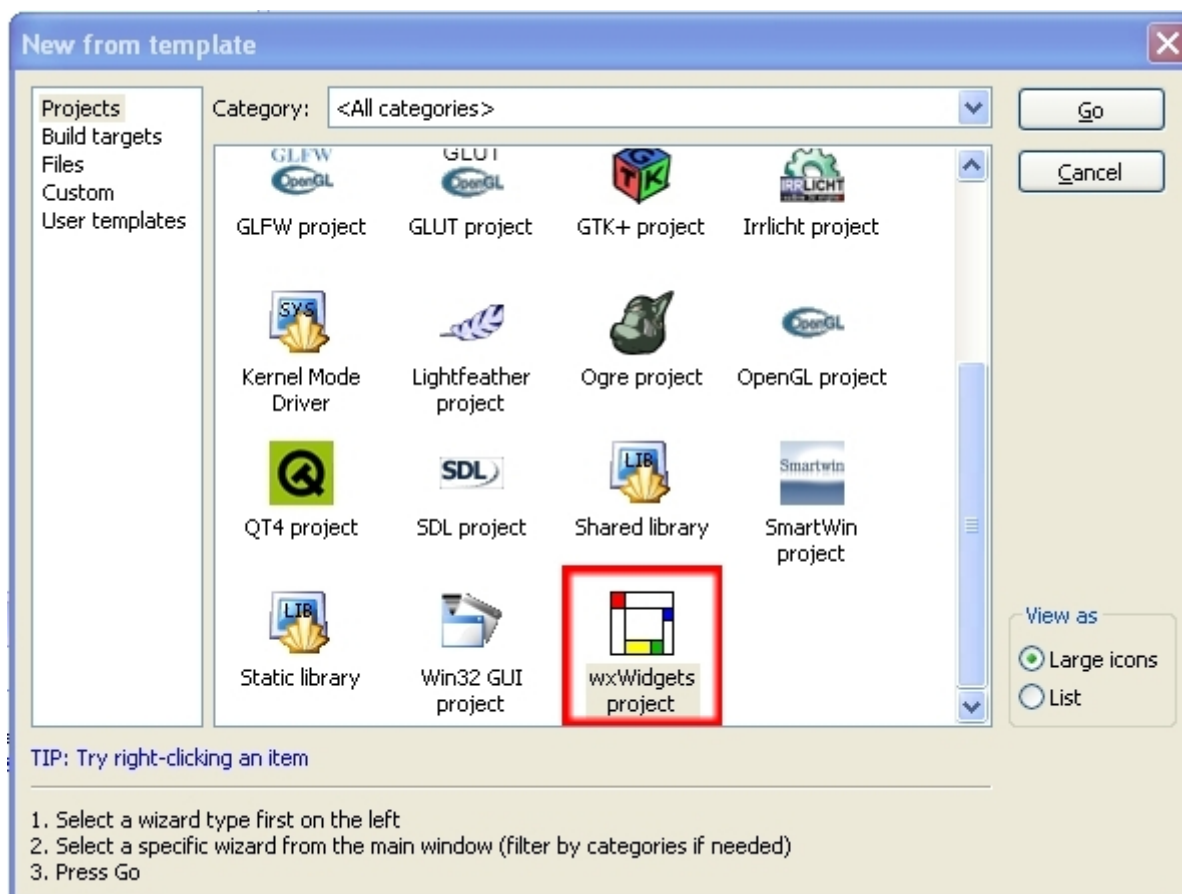 New from template
Projects
Build targets
Files
Custom
User templates
Category: <All categories>
Go
Cancel
GLFW GLUT GTK IRRLICHT
OpenGL OpenGL
GLFW project GLUT project GTK+ project Irrlicht project
SYS OpenGL
Kernel Mode Lightfeather Ogre project OpenGL project
Driver project
SDL LIB Smartwin
QT4 project SDL project Shared library SmartWin
project
LIB
Static library Win32 GUI wxWidgets
project project
View as
Large icons
List
TIP: Try right-clicking an item
1. Select a wizard type first on the left
2. Select a specific wizard from the main window (filter by categories if needed)
3. Press Go